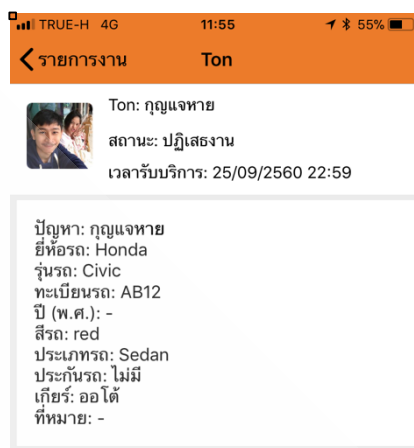 TRUE-H 4G 11:55 55%
รายการงาน Ton
Ton: กุญแจหาย
สถานะ: ปฏิเสธงาน
เวลารับบริการ: 25/09/2560 22:59
ปัญหา: กุญแจหาย
ยี่ห้อรถ: Honda
รุ่นรถ: Civic
ทะเบียนรถ: AB12
ปี (พ.ศ.): -
สีรถ: red
ประเภทรถ: Sedan
ประกันรถ: ไม่มี
เกียร์: ออโต้
ที่หมาย: -